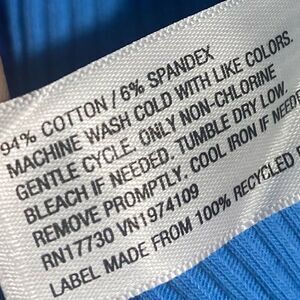 94% COTTON / 6% SPANDEX
MACHINE WASH COLD WITH LIKE COLORS.
GENTLE CYCLE. ONLY NON-CHLORINE
BLEACH IF NEEDED. TUMBLE DRY LOW.
REMOVE PROMPTLY. COOL IRON IF NEEDED.
RN17730 VN1974109
LABEL MADE FROM 100% RECYCLED